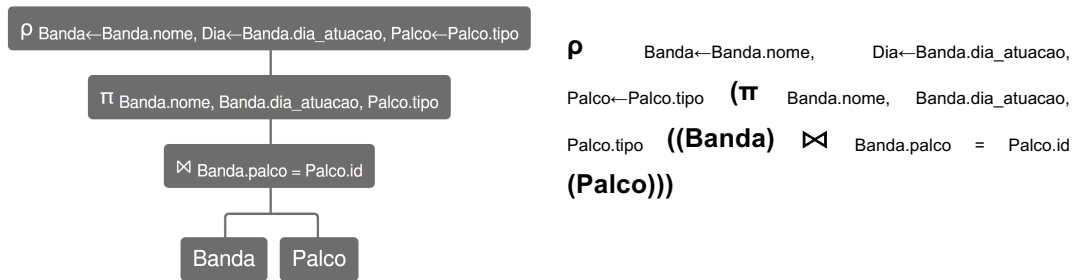 ρ Banda←Banda.nome, Dia←Banda.dia_atuacao, Palco←Palco.tipo
π Banda.nome, Banda.dia_atuacao, Palco.tipo
⋈ Banda.palco = Palco.id
Banda Palco
ρ Banda←Banda.nome, Dia←Banda.dia_atuacao,
Palco←Palco.tipo (π Banda.nome, Banda.dia_atuacao,
Palco.tipo ((Banda) ⋈ Banda.palco = Palco.id
(Palco)))